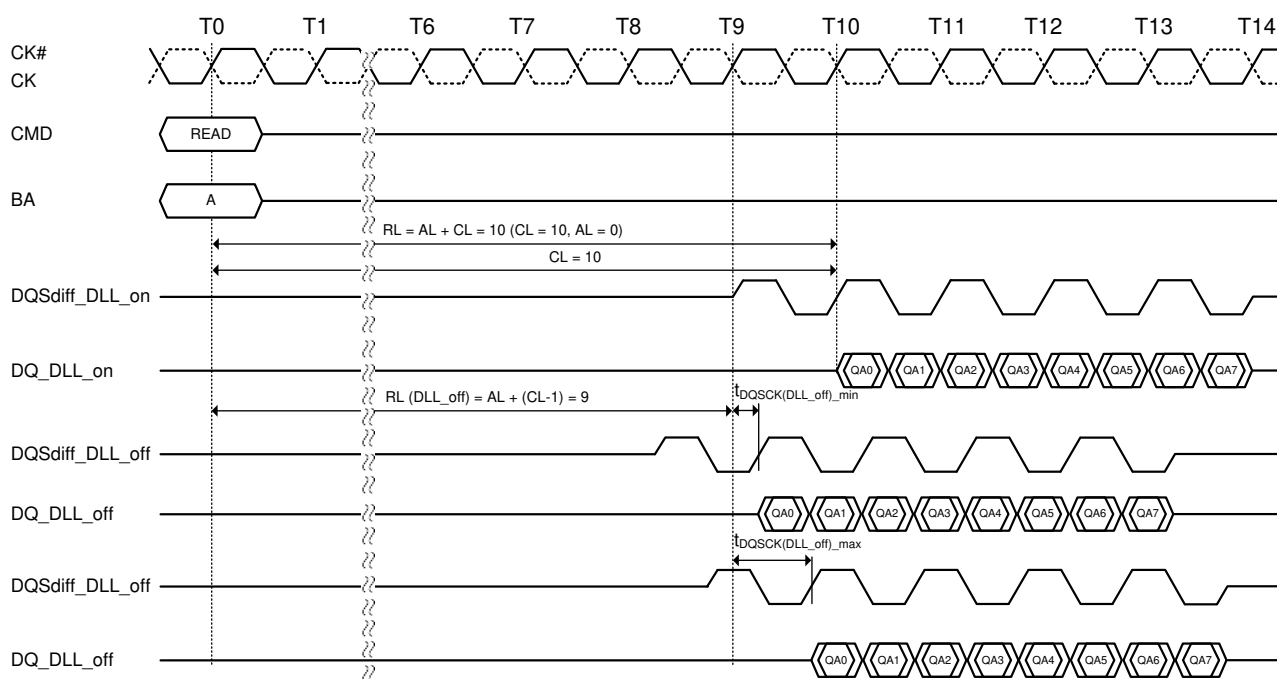 T0 T1 T6 T7 T8 T9 T10 T11 T12 T13 T14
CK#
CK
CMD READ
BA A
RL = AL + CL = 10 (CL = 10, AL = 0)
CL = 10
DQSdiff_DLL_on
DQ_DLL_on QA0 QA1 QA2 QA3 QA4 QA5 QA6 QA7
RL (DLL_off) = AL + (CL-1) = 9 tDQSCK(DLL_off)_min
DQSdiff_DLL_off
DQ_DLL_off QA0 QA1 QA2 QA3 QA4 QA5 QA6 QA7
tDQSCK(DLL_off)_max
DQSdiff_DLL_off
DQ_DLL_off QA0 QA1 QA2 QA3 QA4 QA5 QA6 QA7